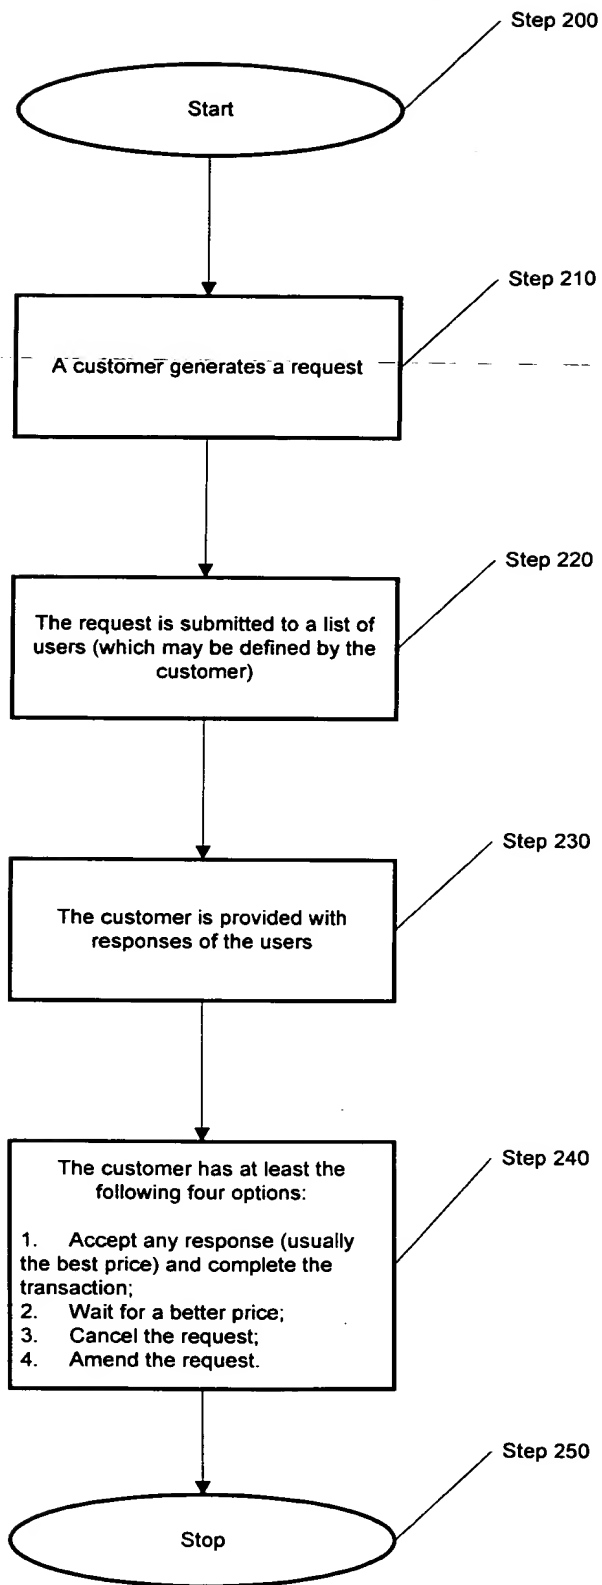 Step 200
Start
Step 210
A customer generates a request
Step 220
The request is submitted to a list of
users (which may be defined by the
customer)
Step 230
The customer is provided with
responses of the users
Step 240
The customer has at least the
following four options:
1. Accept any response (usually
the best price) and complete the
transaction;
2. Wait for a better price;
3. Cancel the request;
4. Amend the request.
Step 250
Stop